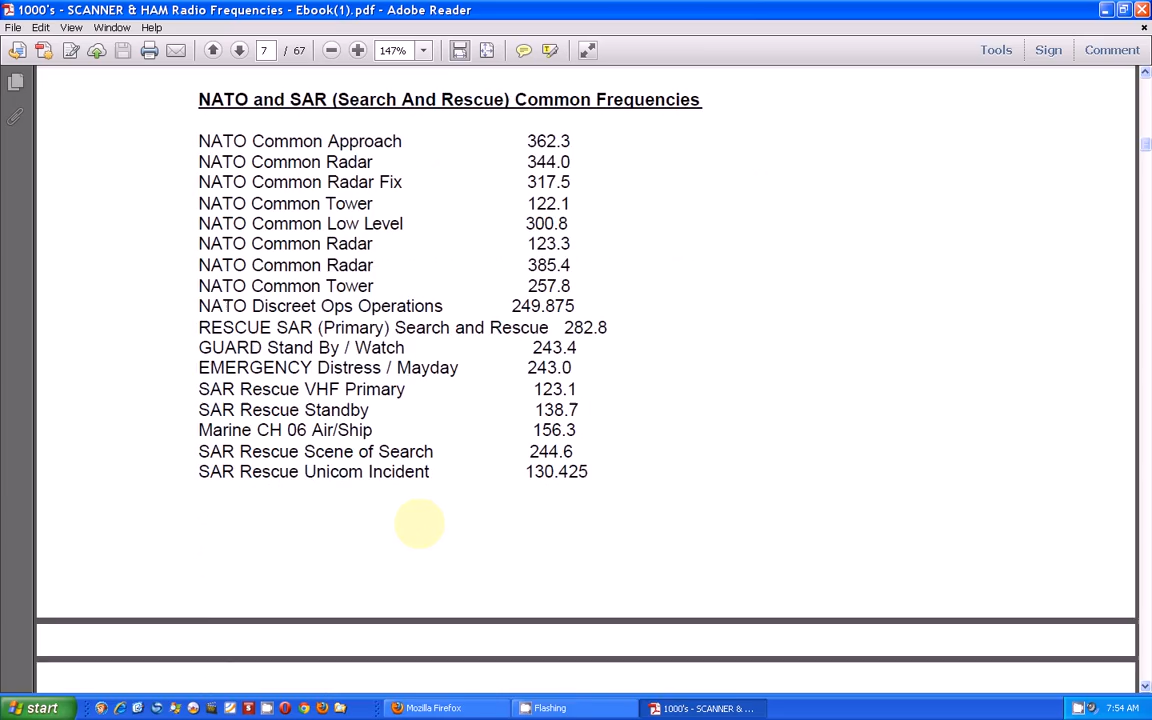 1000's - SCANNER & HAM Radio Frequencies - Ebook(1).pdf - Adobe Reader
File Edit View Window Help
7 / 67 147% Tools Sign Comment
NATO and SAR (Search And Rescue) Common Frequencies
NATO Common Approach 362.3
NATO Common Radar 344.0
NATO Common Radar Fix 317.5
NATO Common Tower 122.1
NATO Common Low Level 300.8
NATO Common Radar 123.3
NATO Common Radar 385.4
NATO Common Tower 257.8
NATO Discreet Ops Operations 249.875
RESCUE SAR (Primary) Search and Rescue 282.8
GUARD Stand By / Watch 243.4
EMERGENCY Distress / Mayday 243.0
SAR Rescue VHF Primary 123.1
SAR Rescue Standby 138.7
Marine CH 06 Air/Ship 156.3
SAR Rescue Scene of Search 244.6
SAR Rescue Unicom Incident 130.425
start Mozilla Firefox Flashing 1000's - SCANNER & ... 7:54 AM